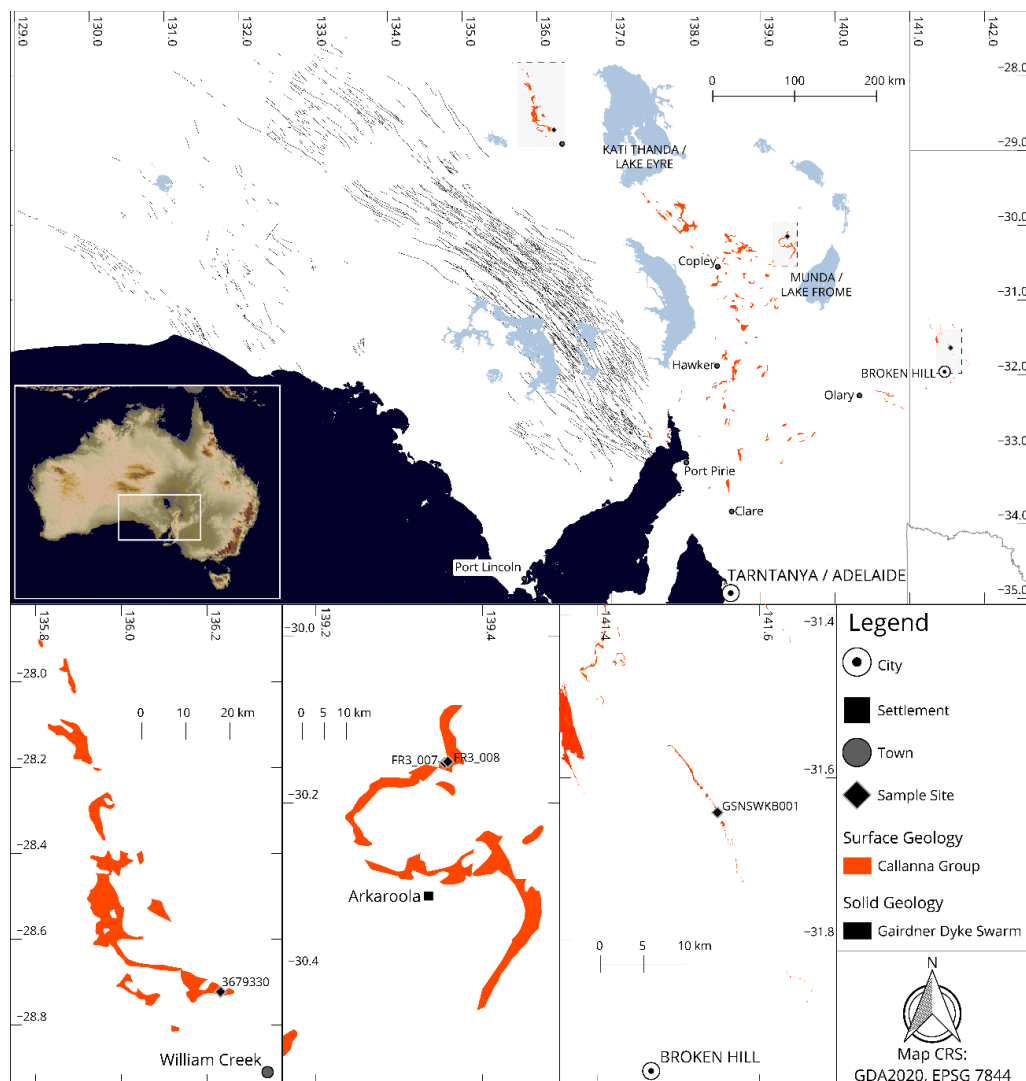 129.0
130.0
131.0
132.0
133.0
134.0
135.0
136.0
137.0
138.0
139.0
140.0
141.0
142.0
-28.0
0
100
200 km
KATI THANDA /
LAKE EYRE
-29.0
-30.0
Copley
MUNDA /
LAKE FROME
-31.0
Hawker
BROKEN HILL
-32.0
Olary
-33.0
Port Pirie
Clare
-34.0
Port Lincoln
TARNTANYA / ADELAIDE
-35.0
135.8
136.0
136.2
−28.0
0
10
20 km
−28.2
−28.4
−28.6
3679330
−28.8
William Creek
139.2
139.4
−30.0
0
5
10 km
FR3_007
FR3_008
−30.2
Arkaroola
−30.4
141.4
141.6
−31.4
−31.6
GSNSWKB001
−31.8
0
5
10 km
BROKEN HILL
Legend
City
Settlement
Town
Sample Site
Surface Geology
Callanna Group
Solid Geology
Gairdner Dyke Swarm
N
Map CRS:
GDA2020, EPSG 7844